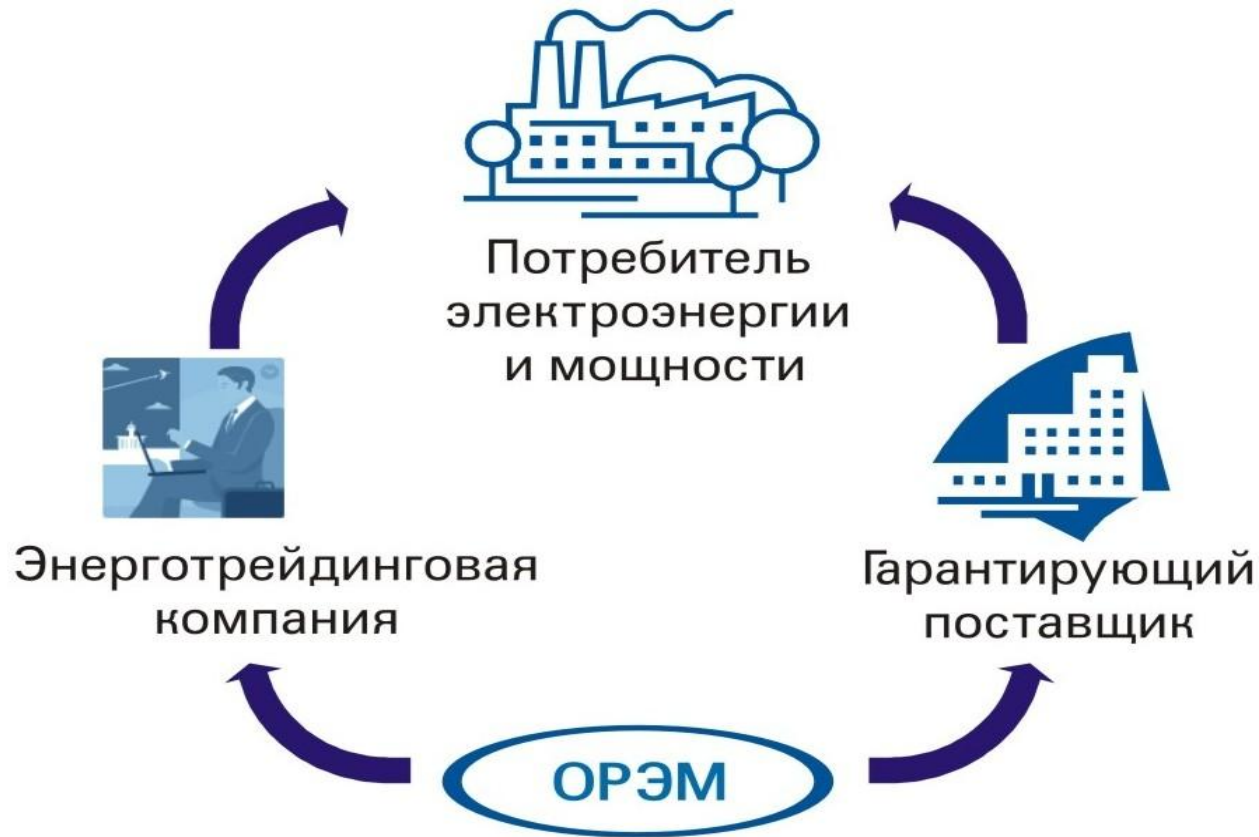 Потребитель
электроэнергии
и мощности
Энерготрейдинговая
компания
Гарантирующий
поставщик
ОРЭМ